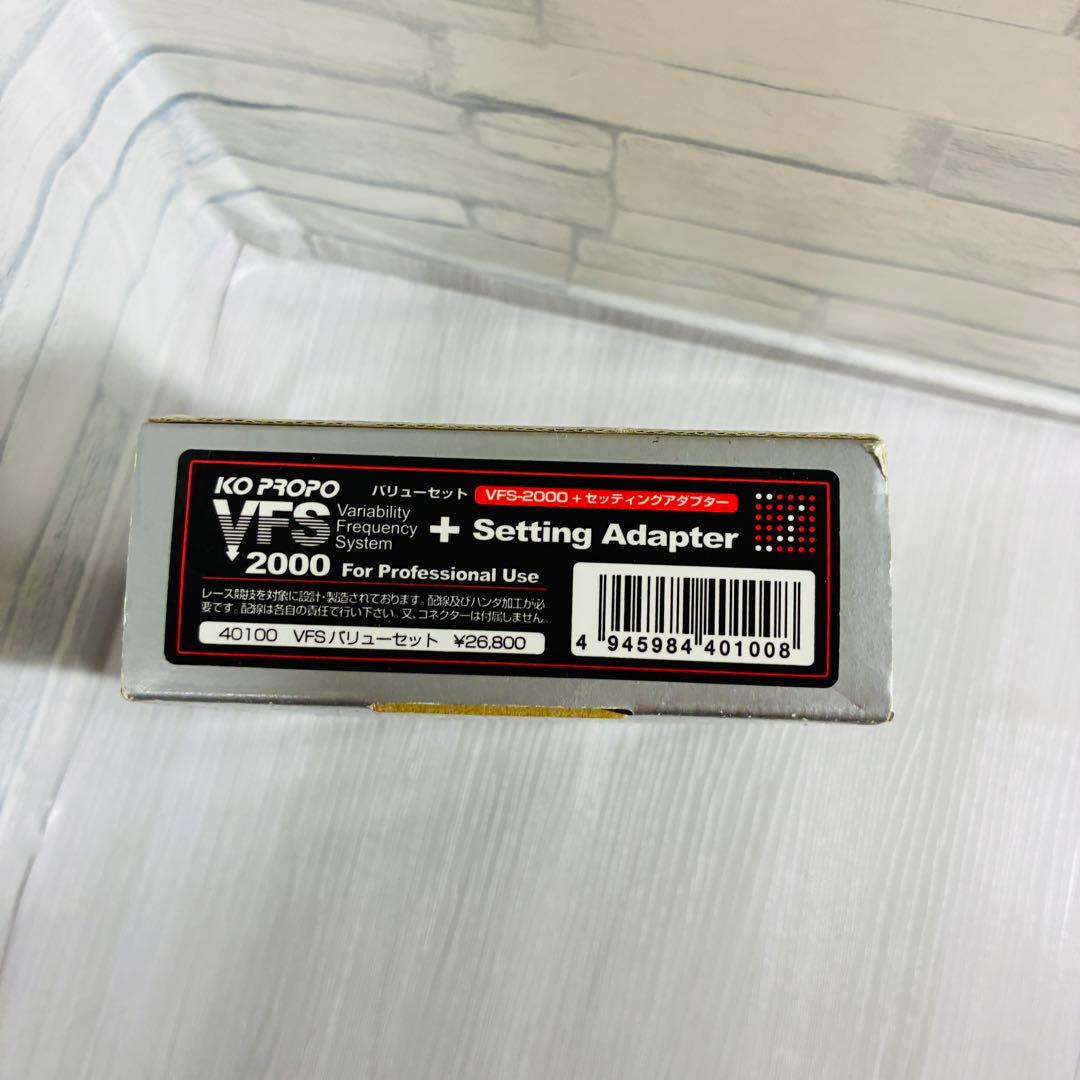 KO PROPO
バリューセット VFS-2000+セッティングアダプター
VFS Variability Frequency System + Setting Adapter
2000 For Professional Use
レース競技を対象に設計・製造されております。配線及びハンダ加工が必
要です。配線は各自の責任で行い下さい。又、コネクターは付属しません。
40100 VFSバリューセット ¥26,800
4 945984 401008